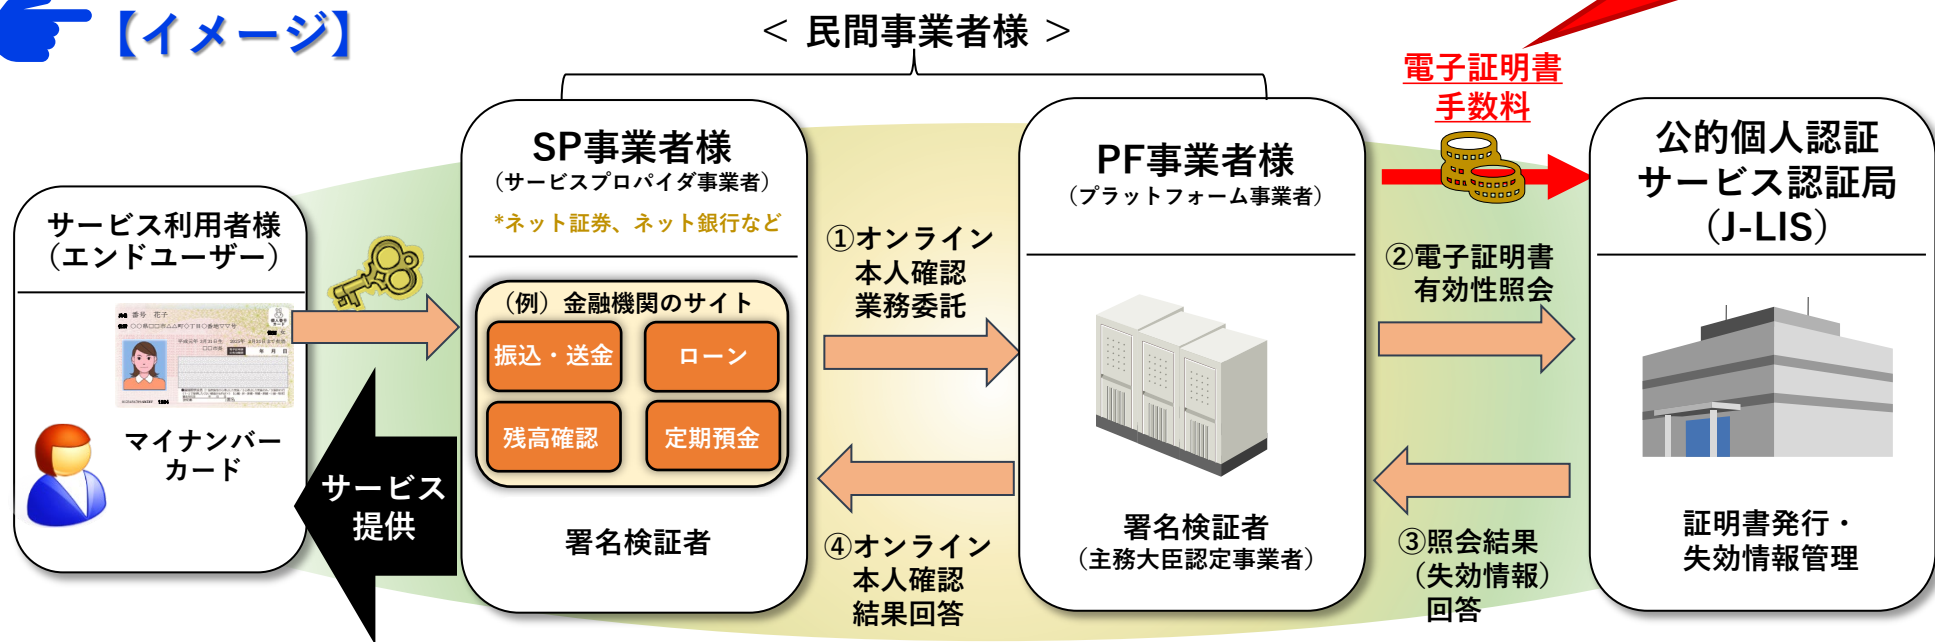 【イメージ】
＜ 民間事業者様 ＞
電子証明書
手数料
サービス利用者様
（エンドユーザー）
番号 花子
マイナンバー
カード
サービス
提供
SP事業者様
（サービスプロバイダ事業者）
*ネット証券、ネット銀行など
（例）金融機関のサイト
振込・送金
ローン
残高確認
定期預金
署名検証者
①オンライン
本人確認
業務委託
④オンライン
本人確認
結果回答
PF事業者様
（プラットフォーム事業者）
署名検証者
（主務大臣認定事業者）
②電子証明書
有効性照会
③照会結果
（失効情報）
回答
公的個人認証
サービス認証局
（J-LIS）
証明書発行・
失効情報管理